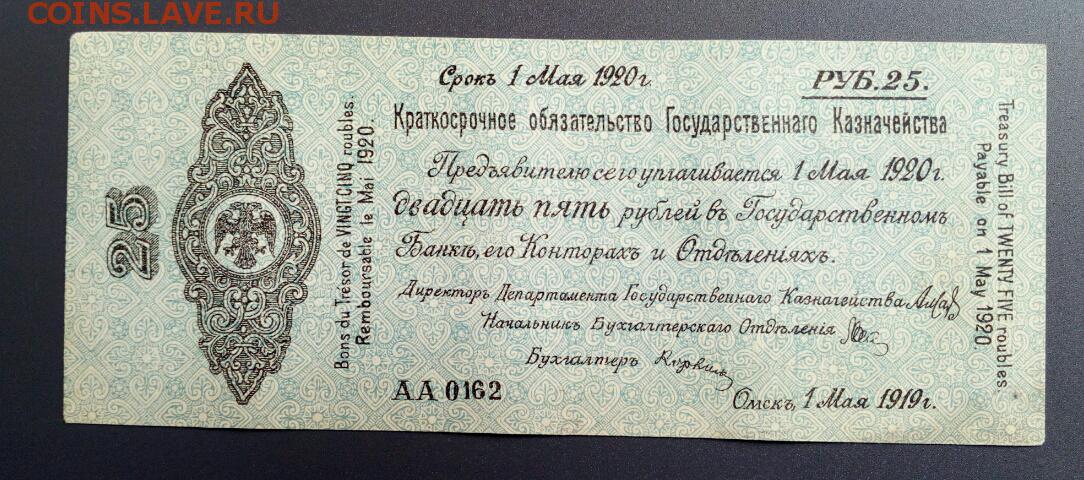 COINS.LAVE.RU
25
Bons du Tresor de VINGT CINQ roubles.
Remboursable le Mai 1920.
Срокъ 1 Мая 1920 г.
РУБ. 25.
Краткосрочное обязательство Государственнаго Казначейства
Предъявителю сего уплачивается 1 Мая 1920 г.
двадцать пять рублей въ Государственномъ
Банкѣ, его Конторахъ и Отдѣленіяхъ.
Директоръ Департамента Государственнаго Казначейства
Начальникъ Бухгалтерскаго Отдѣленія
Бухгалтеръ
АА 0162
Омскъ, 1 Мая 1919 г.
Treasury Bill of TWENTY FIVE roubles
Payable on 1 May 1920.